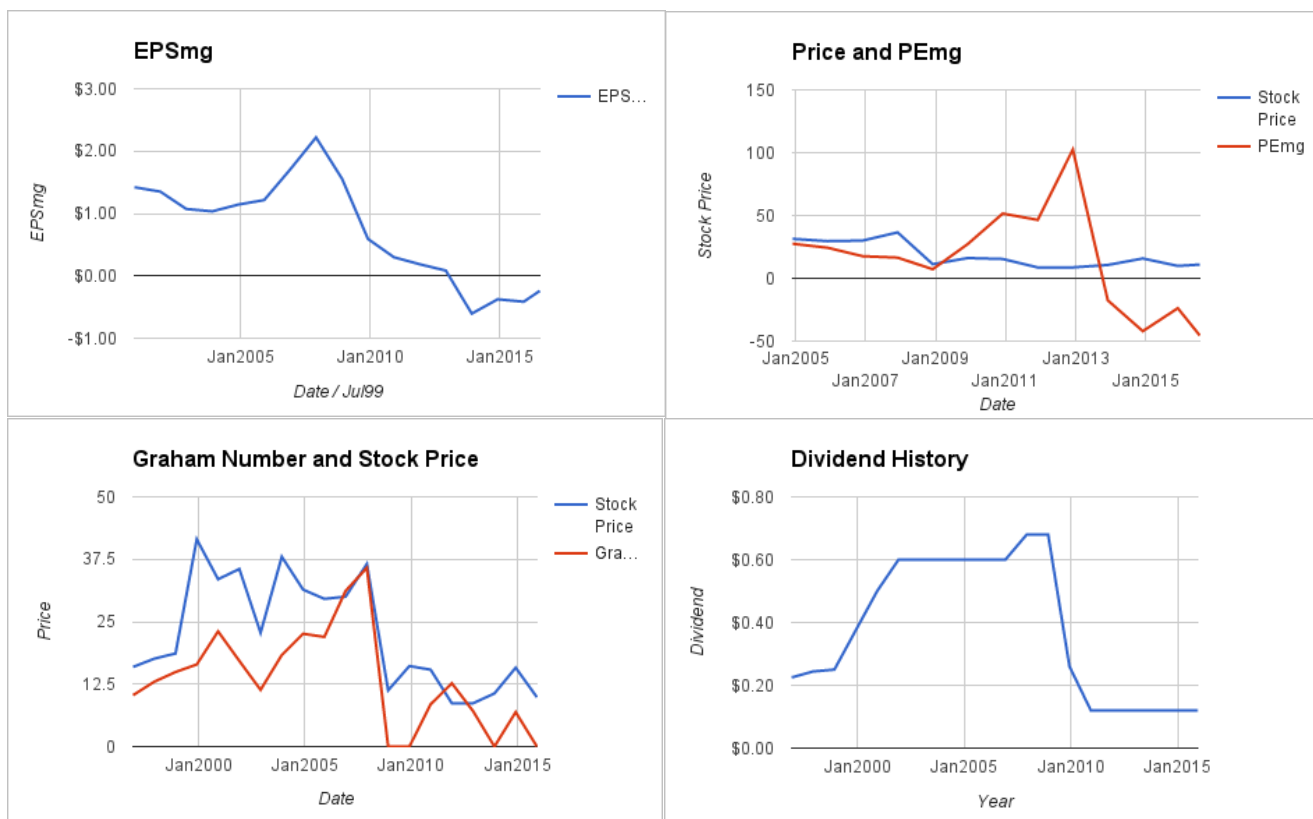 EPSmg
$3.00
$2.00
$1.00
$0.00
-$1.00
EPSmg
Jan2005
Jan2010
Jan2015
Date / Jul99
EPS…
Price and PEmg
150
100
50
0
-50
Stock Price
Jan2005
Jan2007
Jan2009
Jan2011
Jan2013
Jan2015
Date
Stock
Price
PEmg
Graham Number and Stock Price
50
37.5
25
12.5
0
Price
Jan2000
Jan2005
Jan2010
Jan2015
Date
Stock
Price
Gra…
Dividend History
$0.80
$0.60
$0.40
$0.20
$0.00
Dividend
Jan2000
Jan2005
Jan2010
Jan2015
Year